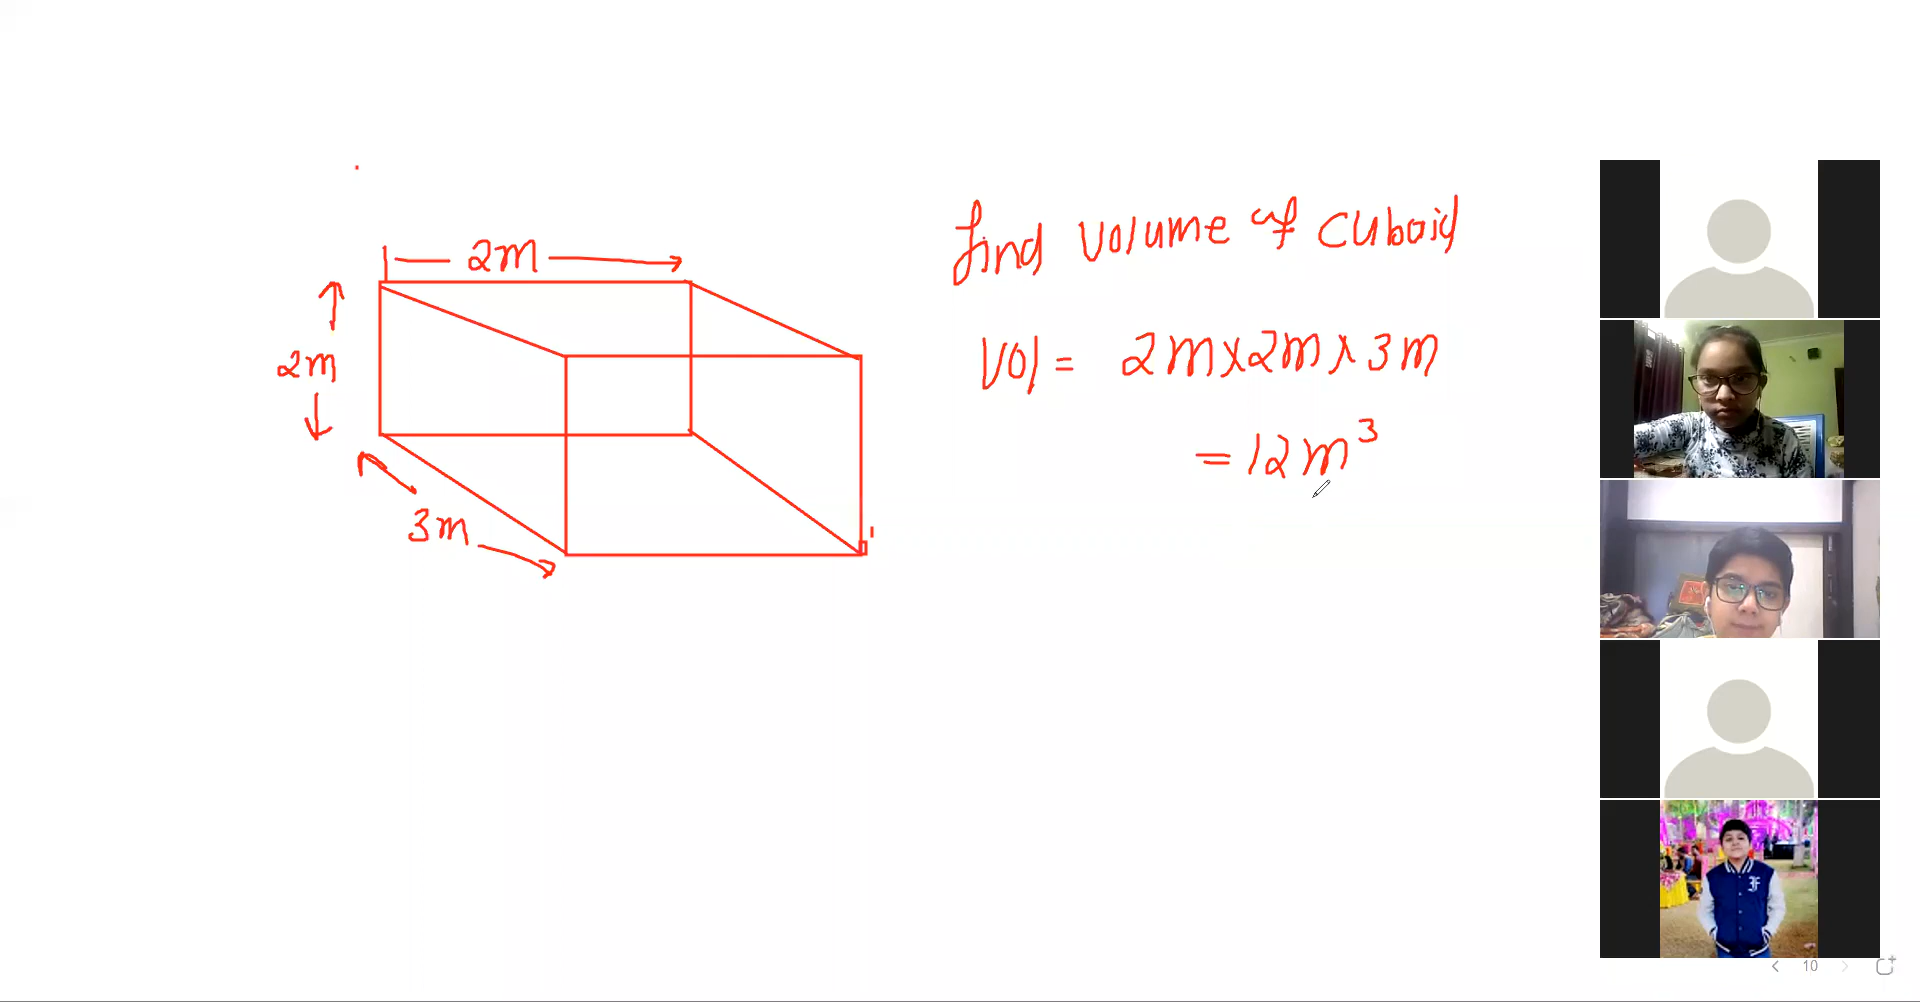 2m
2m
3m
find volume of cuboid
Vol = 2m x 2m x 3m
= 12m³
F
10